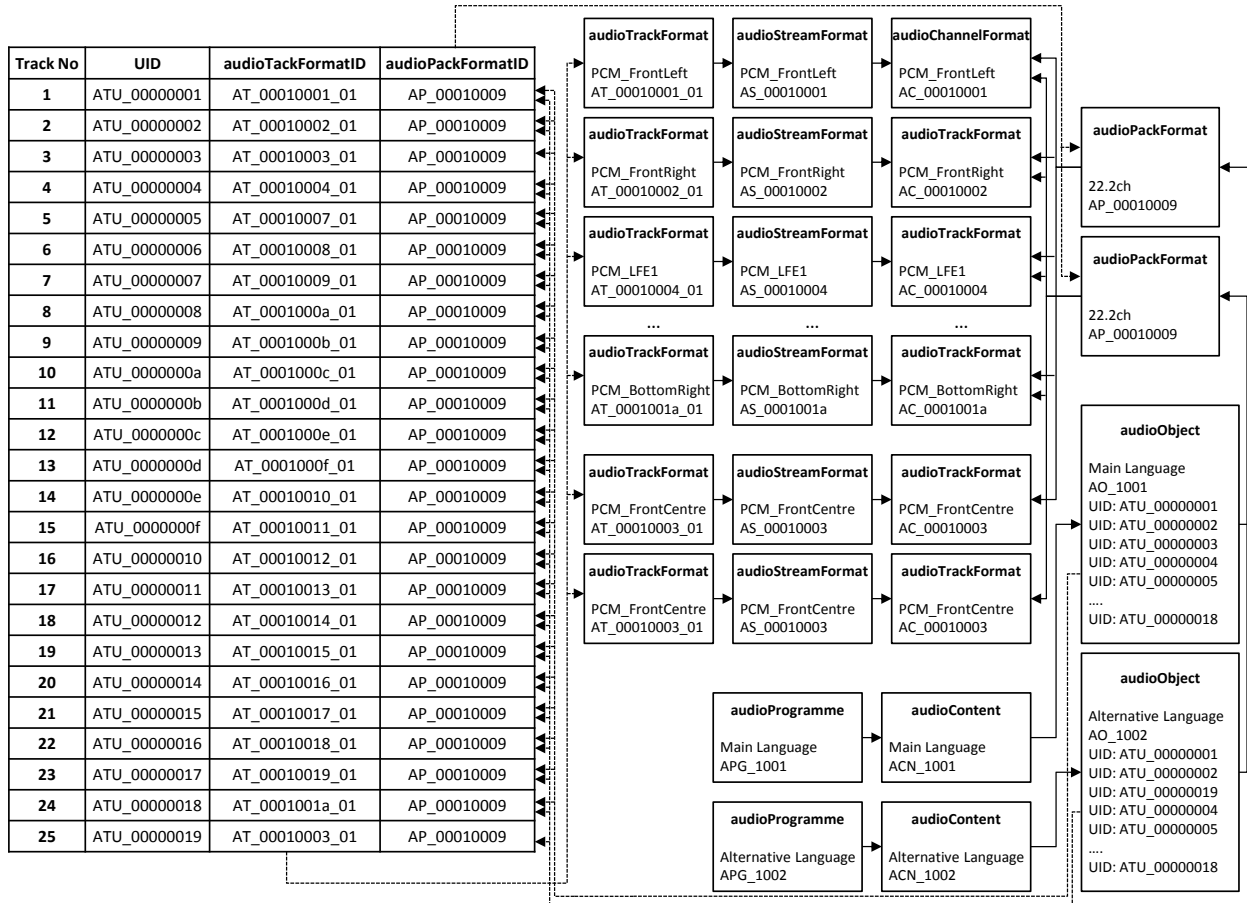 Track No UID audioTackFormatID audioPackFormatID
1 ATU_00000001 AT_00010001_01 AP_00010009
2 ATU_00000002 AT_00010002_01 AP_00010009
3 ATU_00000003 AT_00010003_01 AP_00010009
4 ATU_00000004 AT_00010004_01 AP_00010009
5 ATU_00000005 AT_00010007_01 AP_00010009
6 ATU_00000006 AT_00010008_01 AP_00010009
7 ATU_00000007 AT_00010009_01 AP_00010009
8 ATU_00000008 AT_0001000a_01 AP_00010009
9 ATU_00000009 AT_0001000b_01 AP_00010009
10 ATU_0000000a AT_0001000c_01 AP_00010009
11 ATU_0000000b AT_0001000d_01 AP_00010009
12 ATU_0000000c AT_0001000e_01 AP_00010009
13 ATU_0000000d AT_0001000f_01 AP_00010009
14 ATU_0000000e AT_00010010_01 AP_00010009
15 ATU_0000000f AT_00010011_01 AP_00010009
16 ATU_00000010 AT_00010012_01 AP_00010009
17 ATU_00000011 AT_00010013_01 AP_00010009
18 ATU_00000012 AT_00010014_01 AP_00010009
19 ATU_00000013 AT_00010015_01 AP_00010009
20 ATU_00000014 AT_00010016_01 AP_00010009
21 ATU_00000015 AT_00010017_01 AP_00010009
22 ATU_00000016 AT_00010018_01 AP_00010009
23 ATU_00000017 AT_00010019_01 AP_00010009
24 ATU_00000018 AT_0001001a_01 AP_00010009
25 ATU_00000019 AT_00010003_01 AP_00010009
audioTrackFormat
PCM_FrontLeft
AT_00010001_01
audioStreamFormat
PCM_FrontLeft
AS_00010001
audioChannelFormat
PCM_FrontLeft
AC_00010001
audioTrackFormat
PCM_FrontRight
AT_00010002_01
audioStreamFormat
PCM_FrontRight
AS_00010002
audioTrackFormat
PCM_FrontRight
AC_00010002
audioTrackFormat
PCM_LFE1
AT_00010004_01
audioStreamFormat
PCM_LFE1
AS_00010004
audioTrackFormat
PCM_LFE1
AC_00010004
... ... ...
audioTrackFormat
PCM_BottomRight
AT_0001001a_01
audioStreamFormat
PCM_BottomRight
AS_0001001a
audioTrackFormat
PCM_BottomRight
AC_0001001a
audioTrackFormat
PCM_FrontCentre
AT_00010003_01
audioStreamFormat
PCM_FrontCentre
AS_00010003
audioTrackFormat
PCM_FrontCentre
AC_00010003
audioTrackFormat
PCM_FrontCentre
AT_00010003_01
audioStreamFormat
PCM_FrontCentre
AS_00010003
audioTrackFormat
PCM_FrontCentre
AC_00010003
audioPackFormat
22.2ch
AP_00010009
audioPackFormat
22.2ch
AP_00010009
audioObject
Main Language
AO_1001
UID: ATU_00000001
UID: ATU_00000002
UID: ATU_00000003
UID: ATU_00000004
UID: ATU_00000005
....
UID: ATU_00000018
audioObject
Alternative Language
AO_1002
UID: ATU_00000001
UID: ATU_00000002
UID: ATU_00000019
UID: ATU_00000004
UID: ATU_00000005
....
UID: ATU_00000018
audioProgramme
Main Language
APG_1001
audioContent
Main Language
ACN_1001
audioProgramme
Alternative Language
APG_1002
audioContent
Alternative Language
ACN_1002